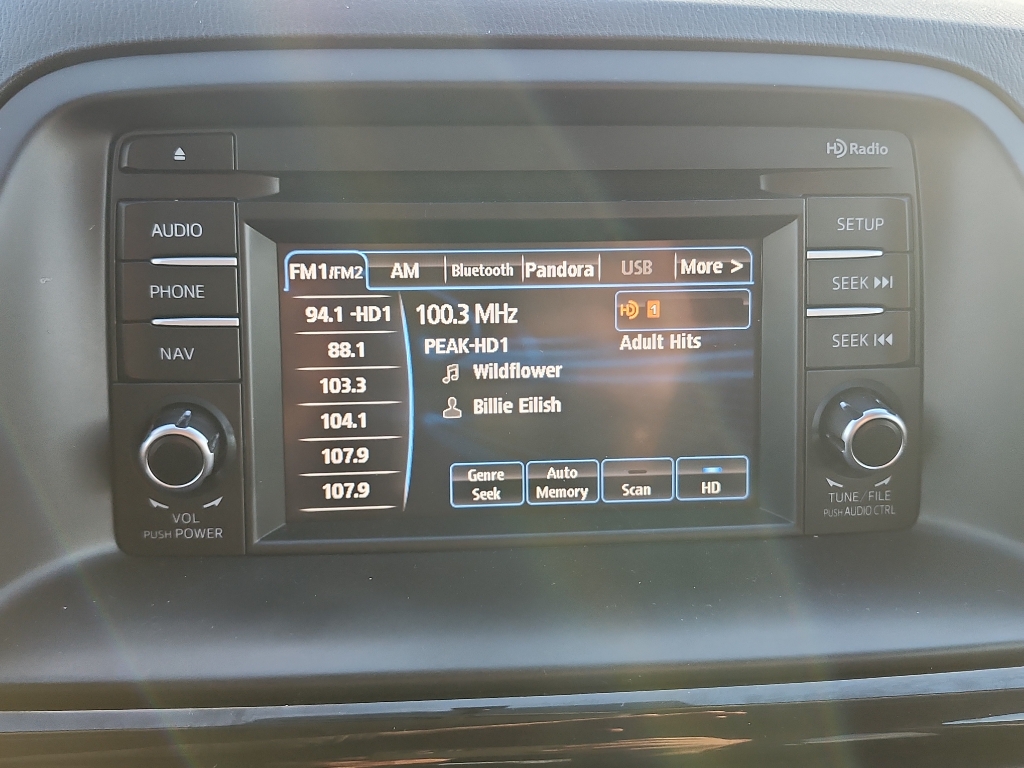 HD Radio
AUDIO
PHONE
NAV
VOL
PUSH POWER
FM1/FM2 AM Bluetooth Pandora USB More >
94.1 -HD1
88.1
103.3
104.1
107.9
107.9
100.3 MHz
HD 1
PEAK-HD1
Adult Hits
Wildflower
Billie Eilish
Genre Seek
Auto Memory
Scan
HD
SETUP
SEEK
SEEK
TUNE/FILE
PUSH AUDIO CTRL